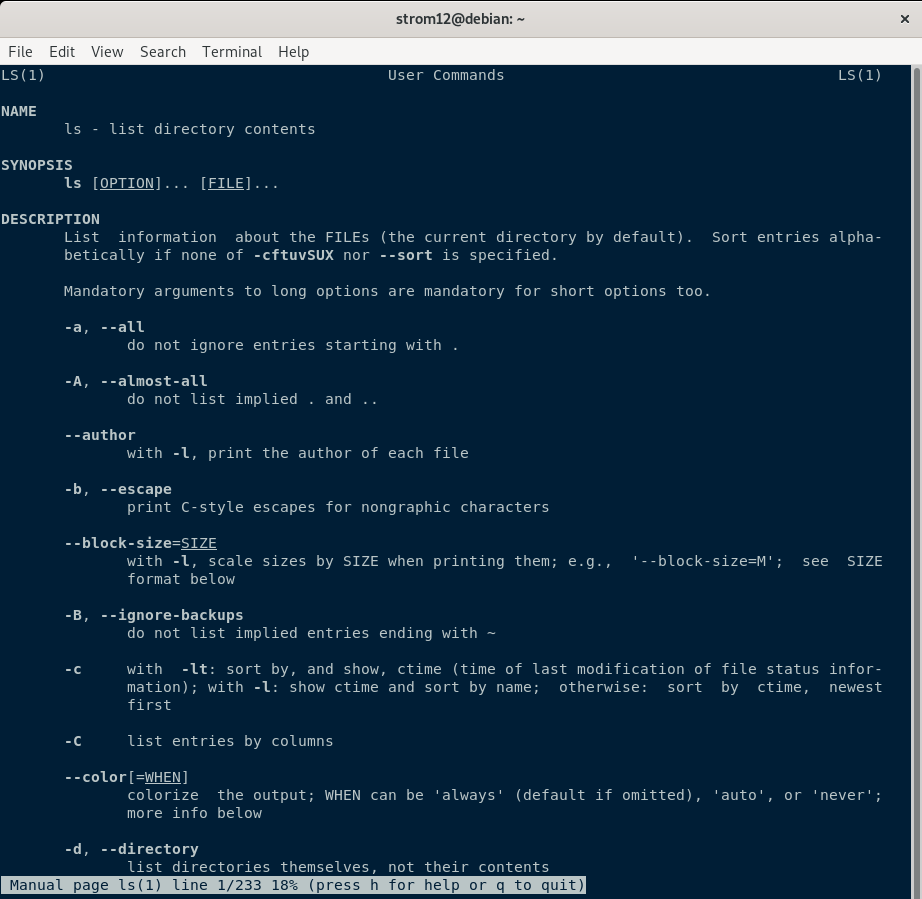 strom12@debian: ~
×
File Edit View Search Terminal Help
LS(1) User Commands LS(1)
NAME
ls - list directory contents
SYNOPSIS
ls [OPTION]... [FILE]...
DESCRIPTION
List information about the FILEs (the current directory by default). Sort entries alpha-
betically if none of -cftuvSUX nor --sort is specified.
Mandatory arguments to long options are mandatory for short options too.
-a, --all
do not ignore entries starting with .
-A, --almost-all
do not list implied . and ..
--author
with -l, print the author of each file
-b, --escape
print C-style escapes for nongraphic characters
--block-size=SIZE
with -l, scale sizes by SIZE when printing them; e.g., '--block-size=M'; see SIZE
format below
-B, --ignore-backups
do not list implied entries ending with ~
-c with -lt: sort by, and show, ctime (time of last modification of file status infor-
mation); with -l: show ctime and sort by name; otherwise: sort by ctime, newest
first
-C list entries by columns
--color[=WHEN]
colorize the output; WHEN can be 'always' (default if omitted), 'auto', or 'never';
more info below
-d, --directory
list directories themselves, not their contents
Manual page ls(1) line 1/233 18% (press h for help or q to quit)